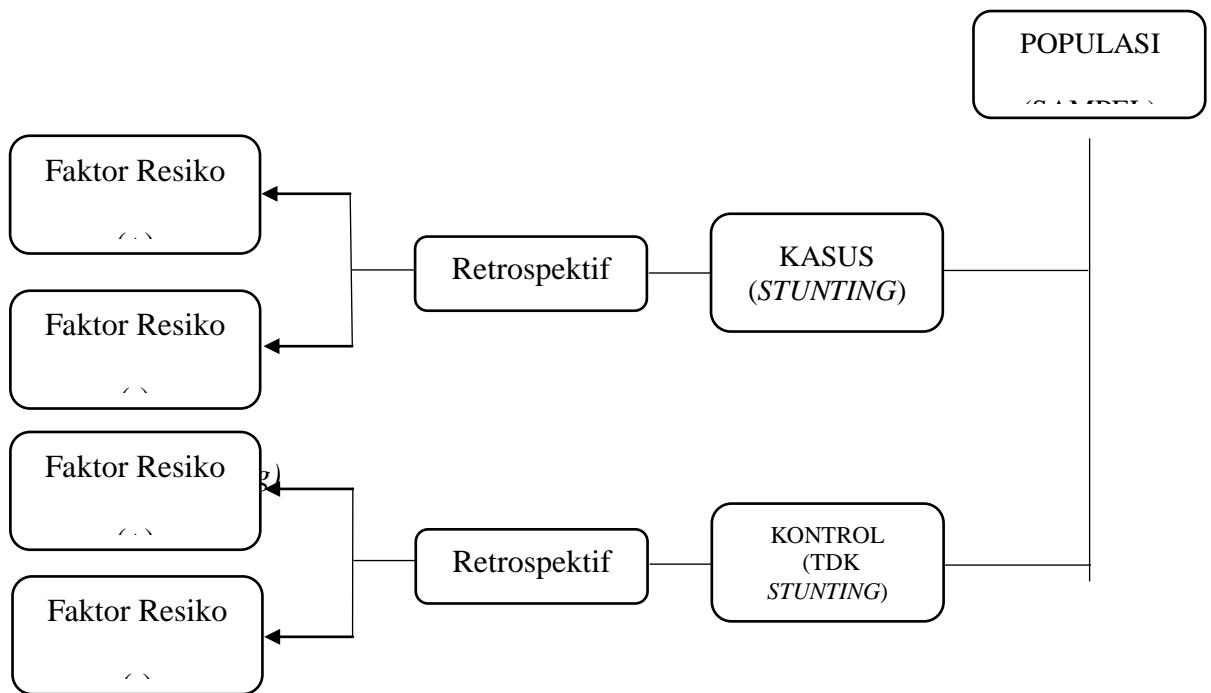 POPULASI
Faktor Resiko
Retrospektif
KASUS
(STUNTING)
Faktor Resiko
Faktor Resiko
Retrospektif
KONTROL
(TDK
STUNTING)
Faktor Resiko